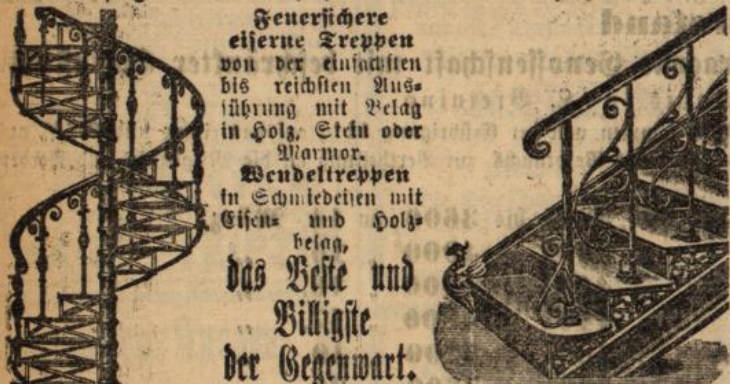 Feuersichere
eiserne Treppen
von der einfachsten
bis reichsten Aus=
führung mit Belag
in Holz, Stein oder
Marmor.
Wendeltreppen
in Schmiedeisen mit
Eisen= und Holz=
belag,
das Beste und
Billigste
der Gegenwart.